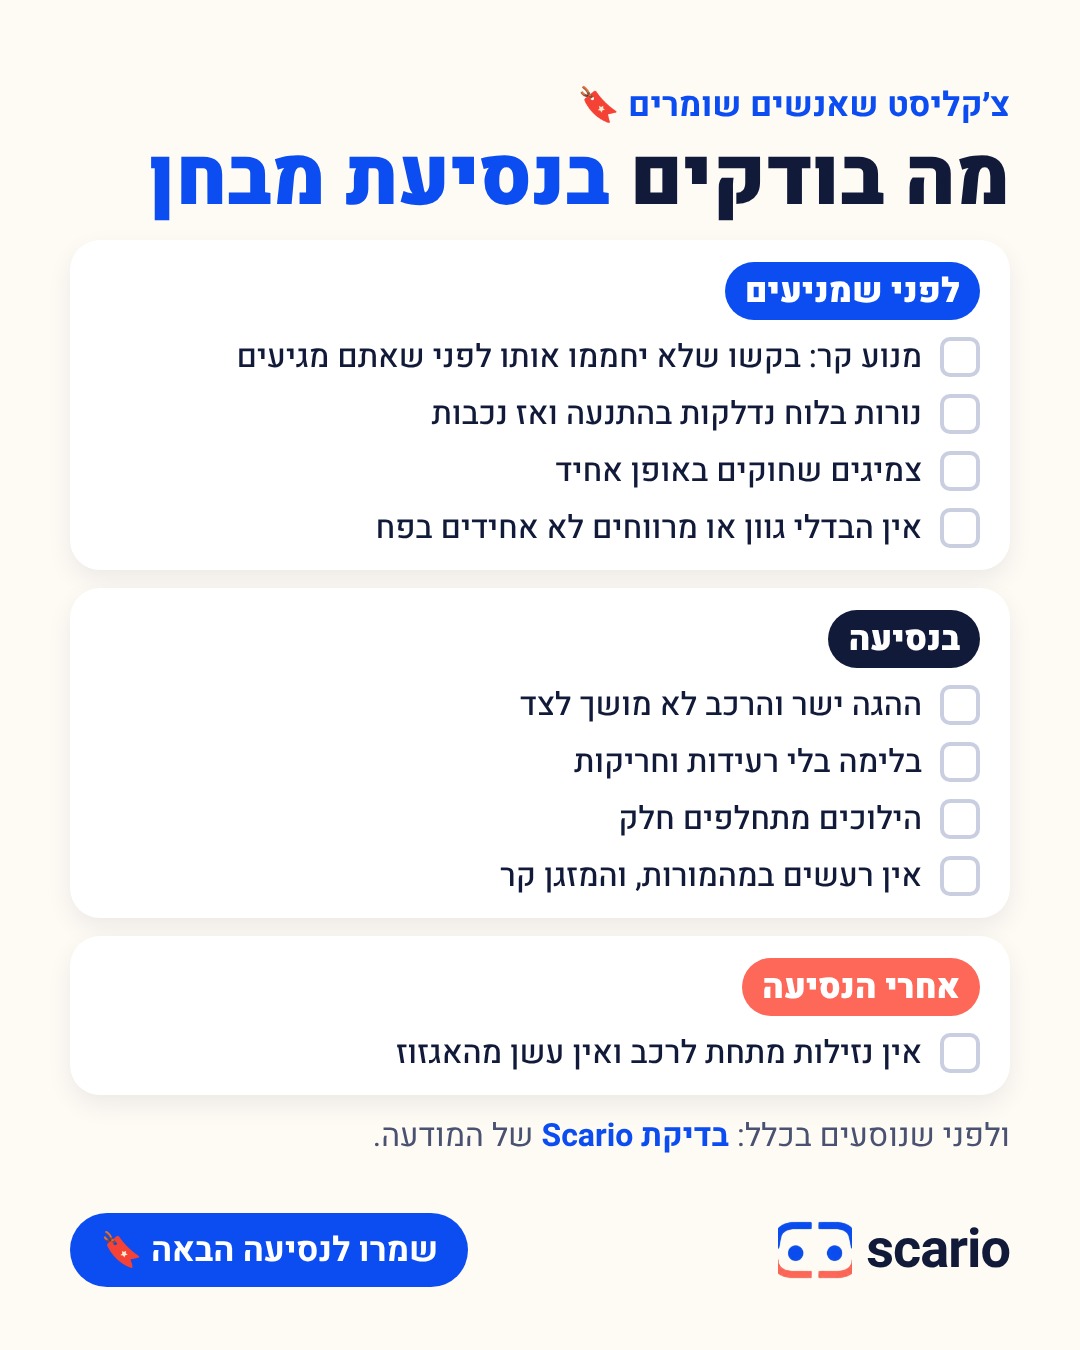 צ׳קליסט שאנשים שומרים 🔖
מה בודקים בנסיעת מבחן
לפני שמניעים
מנוע קר: בקשו שלא יחממו אותו לפני שאתם מגיעים
נורות בלוח נדלקות בהתנעה ואז נכבות
צמיגים שחוקים באופן אחיד
אין הבדלי גוון או מרווחים לא אחידים בפח
בנסיעה
ההגה ישר והרכב לא מושך לצד
בלימה בלי רעידות וחריקות
הילוכים מתחלפים חלק
אין רעשים במהמורות, והמזגן קר
אחרי הנסיעה
אין נזילות מתחת לרכב ואין עשן מהאגזוז
ולפני שנוסעים בכלל: בדיקת Scario של המודעה.
scario
שמרו לנסיעה הבאה 🔖